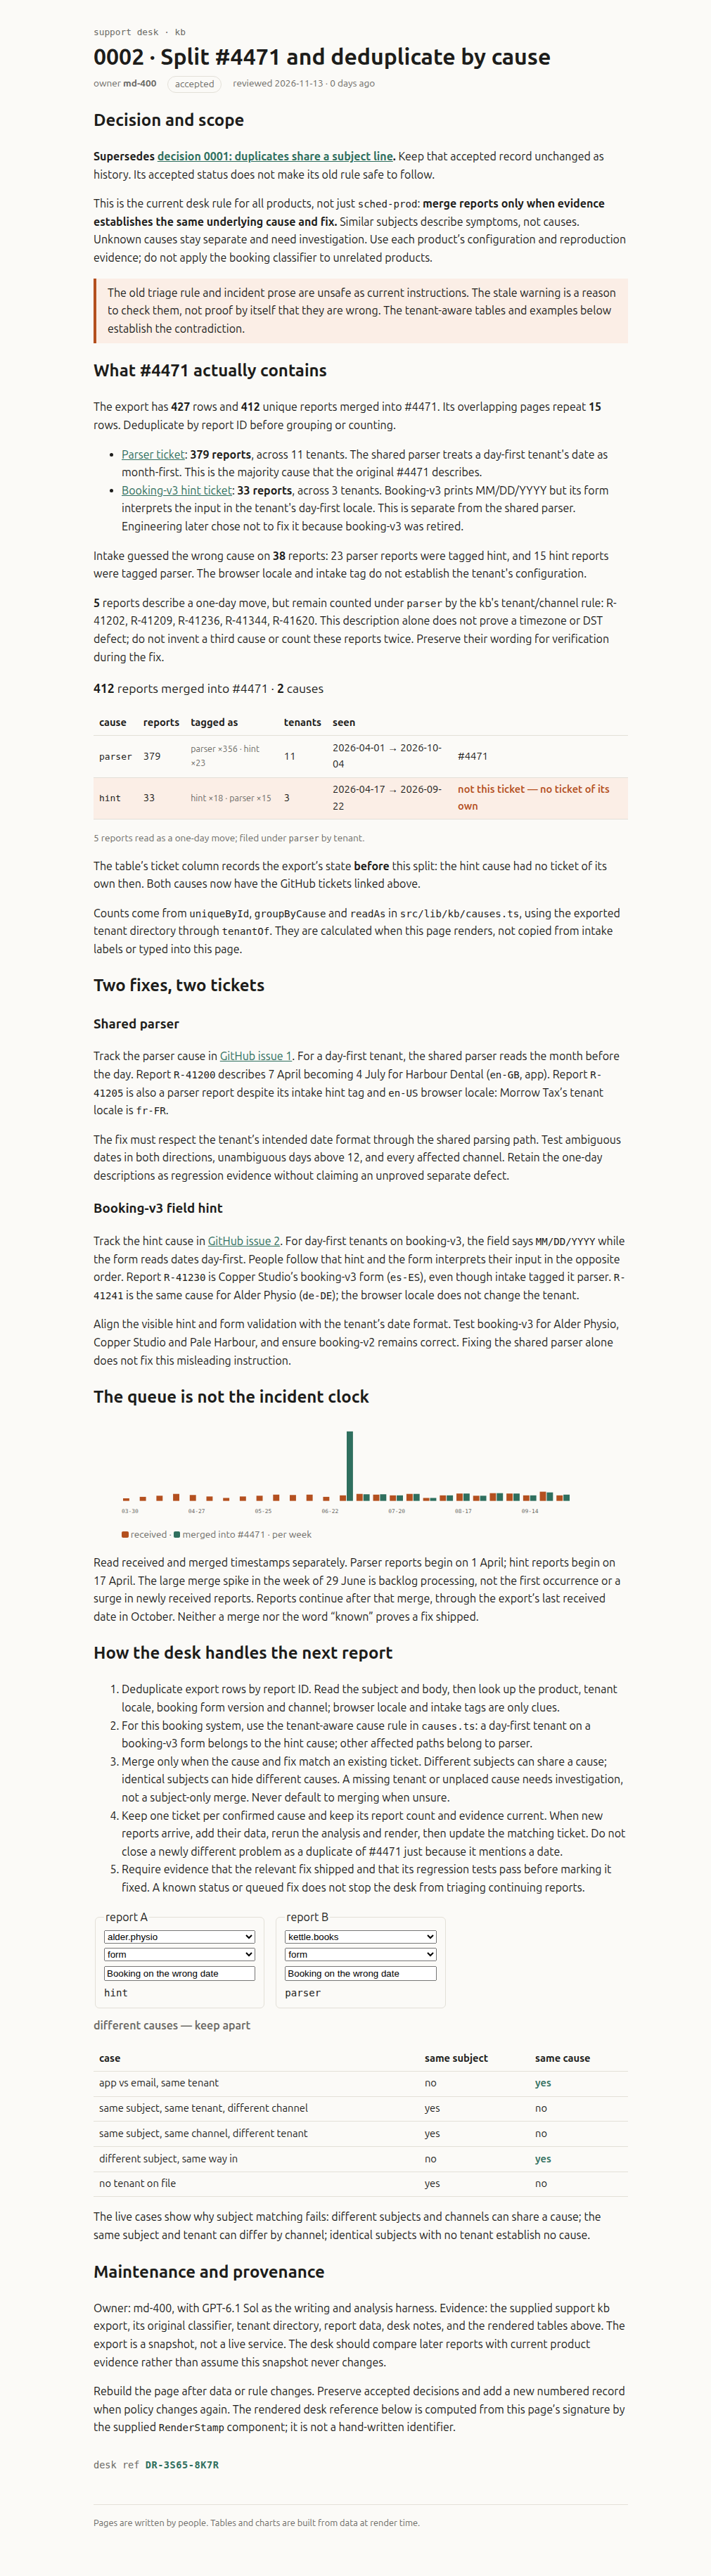 support desk · kb
0002 · Split #4471 and deduplicate by cause
owner md-400 accepted reviewed 2026-11-13 · 0 days ago
Decision and scope
Supersedes decision 0001: duplicates share a subject line. Keep that accepted record unchanged as
history. Its accepted status does not make its old rule safe to follow.
This is the current desk rule for all products, not just sched-prod: merge reports only when evidence
establishes the same underlying cause and fix. Similar subjects describe symptoms, not causes.
Unknown causes stay separate and need investigation. Use each product's configuration and reproduction
evidence; do not apply the booking classifier to unrelated products.
The old triage rule and incident prose are unsafe as current instructions. The stale warning is a reason
to check them, not proof by itself that they are wrong. The tenant-aware tables and examples below
establish the contradiction.
What #4471 actually contains
The export has 427 rows and 412 unique reports merged into #4471. Its overlapping pages repeat 15
rows. Deduplicate by report ID before grouping or counting.
• Parser ticket: 379 reports, across 11 tenants. The shared parser treats a day-first tenant's date as
month-first. This is the majority cause that the original #4471 describes.
• Booking-v3 hint ticket: 33 reports, across 3 tenants. Booking-v3 prints MM/DD/YYYY but its form
interprets the input in the tenant's day-first locale. This is separate from the shared parser.
Engineering later chose not to fix it because booking-v3 was retired.
Intake guessed the wrong cause on 38 reports: 23 parser reports were tagged hint, and 15 hint reports
were tagged parser. The browser locale and intake tag do not establish the tenant's configuration.
5 reports describe a one-day move, but remain counted under parser by the kb's tenant/channel rule: R-
41202, R-41209, R-41236, R-41344, R-41620. This description alone does not prove a timezone or DST
defect; do not invent a third cause or count these reports twice. Preserve their wording for verification
during the fix.
412 reports merged into #4471 · 2 causes
cause reports tagged as tenants seen
parser 379 parser ×356 · hint ×23 11 2026-04-01 → 2026-10-04 #4471
hint 33 hint ×18 · parser ×15 3 2026-04-17 → 2026-09-22 not this ticket — no ticket of its own
5 reports read as a one-day move; filed under parser by tenant.
The table's ticket column records the export's state before this split: the hint cause had no ticket of its
own then. Both causes now have the GitHub tickets linked above.
Counts come from uniqueById, groupByCause and readAs in src/lib/kb/causes.ts, using the exported
tenant directory through tenantOf. They are calculated when this page renders, not copied from intake
labels or typed into this page.
Two fixes, two tickets
Shared parser
Track the parser cause in GitHub issue 1. For a day-first tenant, the shared parser reads the month before
the day. Report R-41200 describes 7 April becoming 4 July for Harbour Dental (en-GB, app). Report R-
41205 is also a parser report despite its intake hint tag and en-US browser locale: Morrow Tax's tenant
locale is fr-FR.
The fix must respect the tenant's intended date format through the shared parsing path. Test ambiguous
dates in both directions, unambiguous days above 12, and every affected channel. Retain the one-day
descriptions as regression evidence without claiming an unproved separate defect.
Booking-v3 field hint
Track the hint cause in GitHub issue 2. For day-first tenants on booking-v3, the field says MM/DD/YYYY while
the form reads dates day-first. People follow that hint and the form interprets their input in the opposite
order. Report R-41230 is Copper Studio's booking-v3 form (es-ES), even though intake tagged it parser. R-
41241 is the same cause for Alder Physio (de-DE); the browser locale does not change the tenant.
Align the visible hint and form validation with the tenant's date format. Test booking-v3 for Alder Physio,
Copper Studio and Pale Harbour, and ensure booking-v2 remains correct. Fixing the shared parser alone
does not fix this misleading instruction.
The queue is not the incident clock
03-30 04-27 05-25 06-22 07-20 08-17 09-14
received · merged into #4471 · per week
Read received and merged timestamps separately. Parser reports begin on 1 April; hint reports begin on
17 April. The large merge spike in the week of 29 June is backlog processing, not the first occurrence or a
surge in newly received reports. Reports continue after that merge, through the export's last received
date in October. Neither a merge nor the word “known” proves a fix shipped.
How the desk handles the next report
1. Deduplicate export rows by report ID. Read the subject and body, then look up the product, tenant
locale, booking form version and channel; browser locale and intake tags are only clues.
2. For this booking system, use the tenant-aware cause rule in causes.ts: a day-first tenant on a
booking-v3 form belongs to the hint cause; other affected paths belong to parser.
3. Merge only when the cause and fix match an existing ticket. Different subjects can share a cause;
identical subjects can hide different causes. A missing tenant or unplaced cause needs investigation,
not a subject-only merge. Never default to merging when unsure.
4. Keep one ticket per confirmed cause and keep its report count and evidence current. When new
reports arrive, add their data, rerun the analysis and render, then update the matching ticket. Do not
close a newly different problem as a duplicate of #4471 just because it mentions a date.
5. Require evidence that the relevant fix shipped and that its regression tests pass before marking it
fixed. A known status or queued fix does not stop the desk from triaging continuing reports.
report A
alder.physio
form
Booking on the wrong date
hint
report B
kettle.books
form
Booking on the wrong date
parser
different causes — keep apart
case same subject same cause
app vs email, same tenant no yes
same subject, same tenant, different channel yes no
same subject, same channel, different tenant yes no
different subject, same way in no yes
no tenant on file yes no
The live cases show why subject matching fails: different subjects and channels can share a cause; the
same subject and tenant can differ by channel; identical subjects with no tenant establish no cause.
Maintenance and provenance
Owner: md-400, with GPT-6.1 Sol as the writing and analysis harness. Evidence: the supplied support kb
export, its original classifier, tenant directory, report data, desk notes, and the rendered tables above. The
export is a snapshot, not a live service. The desk should compare later reports with current product
evidence rather than assume this snapshot never changes.
Rebuild the page after data or rule changes. Preserve accepted decisions and add a new numbered record
when policy changes again. The rendered desk reference below is computed from this page's signature by
the supplied RenderStamp component; it is not a hand-written identifier.
desk ref DR-3S65-8K7R
Pages are written by people. Tables and charts are built from data at render time.